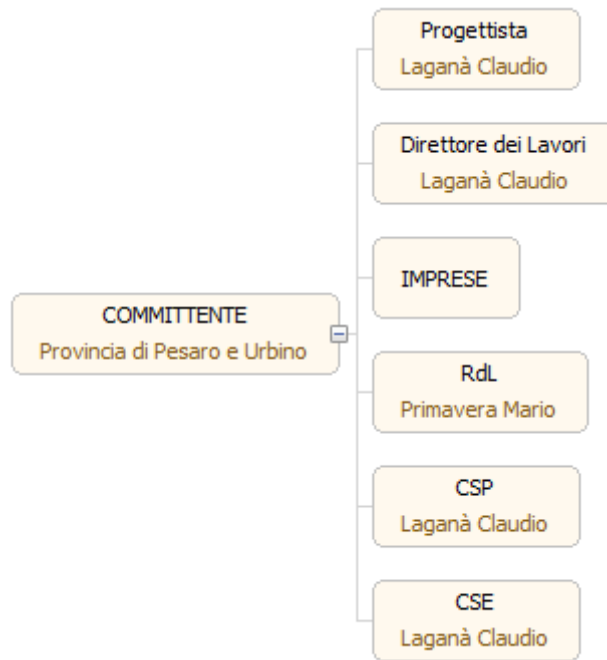 Progettista
Laganà Claudio
Direttore dei Lavori
Laganà Claudio
IMPRESE
COMMITTENTE
Provincia di Pesaro e Urbino
RdL
Primavera Mario
CSP
Laganà Claudio
CSE
Laganà Claudio